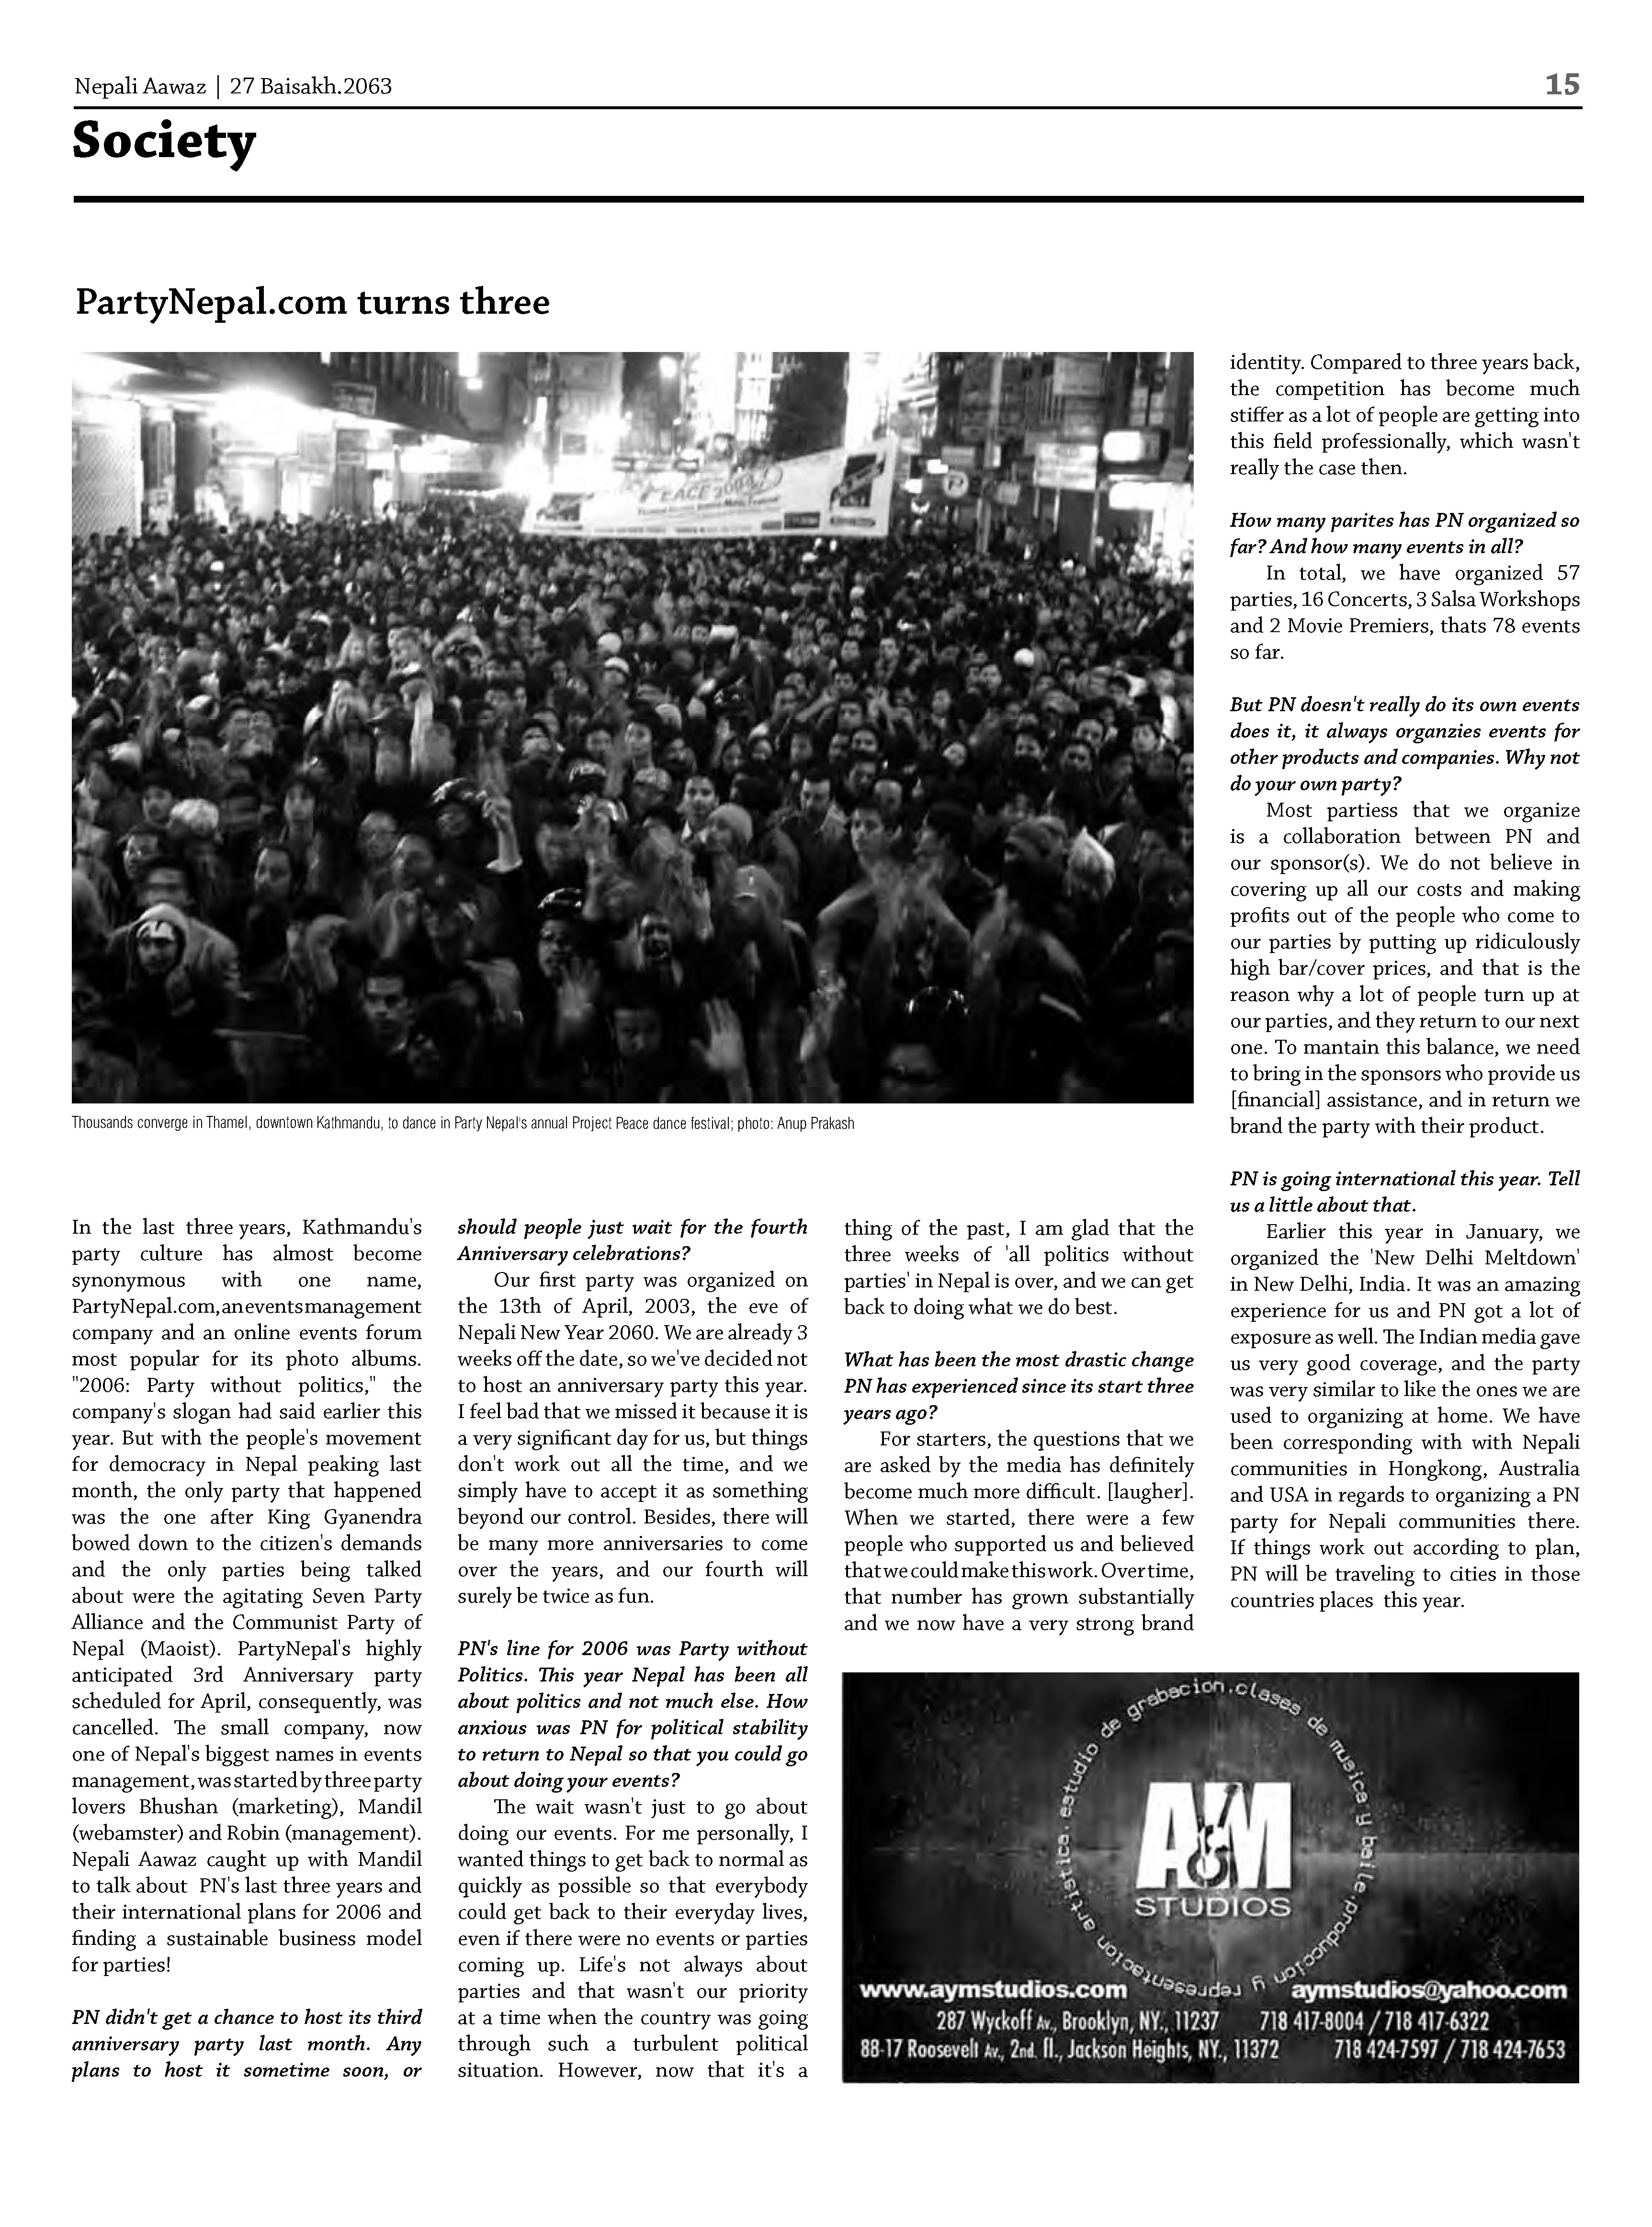 Nepali Aawaz | 27 Baisakh.2063
15
Society
PartyNepal.com turns three
PEACE 2003
Thousands converge in Thamel, downtown Kathmandu, to dance in Party Nepal's annual Project Peace dance festival; photo: Anup Prakash
In the last three years, Kathmandu's
party culture has almost become
synonymous with one name,
PartyNepal.com, an events management
company and an online events forum
most popular for its photo albums.
"2006: Party without politics," the
company's slogan had said earlier this
year. But with the people's movement
for democracy in Nepal peaking last
month, the only party that happened
was the one after King Gyanendra
bowed down to the citizen's demands
and the only parties being talked
about were the agitating Seven Party
Alliance and the Communist Party of
Nepal (Maoist). PartyNepal's highly
anticipated 3rd Anniversary party
scheduled for April, consequently, was
cancelled. The small company, now
one of Nepal's biggest names in events
management, was started by three party
lovers Bhushan (marketing), Mandil
(webamster) and Robin (management).
Nepali Aawaz caught up with Mandil
to talk about PN's last three years and
their international plans for 2006 and
finding a sustainable business model
for parties!
PN didn't get a chance to host its third
anniversary party last month. Any
plans to host it sometime soon, or
should people just wait for the fourth
Anniversary celebrations?
Our first party was organized on
the 13th of April, 2003, the eve of
Nepali New Year 2060. We are already 3
weeks off the date, so we've decided not
to host an anniversary party this year.
I feel bad that we missed it because it is
a very significant day for us, but things
don't work out all the time, and we
simply have to accept it as something
beyond our control. Besides, there will
be many more anniversaries to come
over the years, and our fourth will
surely be twice as fun.
PN's line for 2006 was Party without
Politics. This year Nepal has been all
about politics and not much else. How
anxious was PN for political stability
to return to Nepal so that you could go
about doing your events?
The wait wasn't just to go about
doing our events. For me personally, I
wanted things to get back to normal as
quickly as possible so that everybody
could get back to their everyday lives,
even if there were no events or parties
coming up. Life's not always about
parties and that wasn't our priority
at a time when the country was going
through such a turbulent political
situation. However, now that it's a
thing of the past, I am glad that the
three weeks of 'all politics without
parties' in Nepal is over, and we can get
back to doing what we do best.
What has been the most drastic change
PN has experienced since its start three
years ago?
For starters, the questions that we
are asked by the media has definitely
become much more difficult. [laugher].
When we started, there were a few
people who supported us and believed
that we could make this work. Over time,
that number has grown substantially
and we now have a very strong brand
identity. Compared to three years back,
the competition has become much
stiffer as a lot of people are getting into
this field professionally, which wasn't
really the case then.
How many parites has PN organized so
far? And how many events in all?
In total, we have organized 57
parties, 16 Concerts, 3 Salsa Workshops
and 2 Movie Premiers, thats 78 events
so far.
But PN doesn't really do its own events
does it, it always organzies events for
other products and companies. Why not
do your own party?
Most partiess that we organize
is a collaboration between PN and
our sponsor(s). We do not believe in
covering up all our costs and making
profits out of the people who come to
our parties by putting up ridiculously
high bar/cover prices, and that is the
reason why a lot of people turn up at
our parties, and they return to our next
one. To mantain this balance, we need
to bring in the sponsors who provide us
[financial] assistance, and in return we
brand the party with their product.
PN is going international this year. Tell
us a little about that.
Earlier this year in January, we
organized the 'New Delhi Meltdown'
in New Delhi, India. It was an amazing
experience for us and PN got a lot of
exposure as well. The Indian media gave
us very good coverage, and the party
was very similar to like the ones we are
used to organizing at home. We have
been corresponding with with Nepali
communities in Hongkong, Australia
and USA in regards to organizing a PN
party for Nepali communities there.
If things work out according to plan,
PN will be traveling to cities in those
countries places this year.
estudio de grabacion.clases de musica y baile.produccion y representacion artistica.
A&M
STUDIOS
www.aymstudios.com aymstudios@yahoo.com
287 Wyckoff Av., Brooklyn, NY., 11237 718 417-8004 / 718 417-6322
88-17 Roosevelt Av., 2nd. fl., Jackson Heights, NY., 11372 718 424-7597 / 718 424-7653